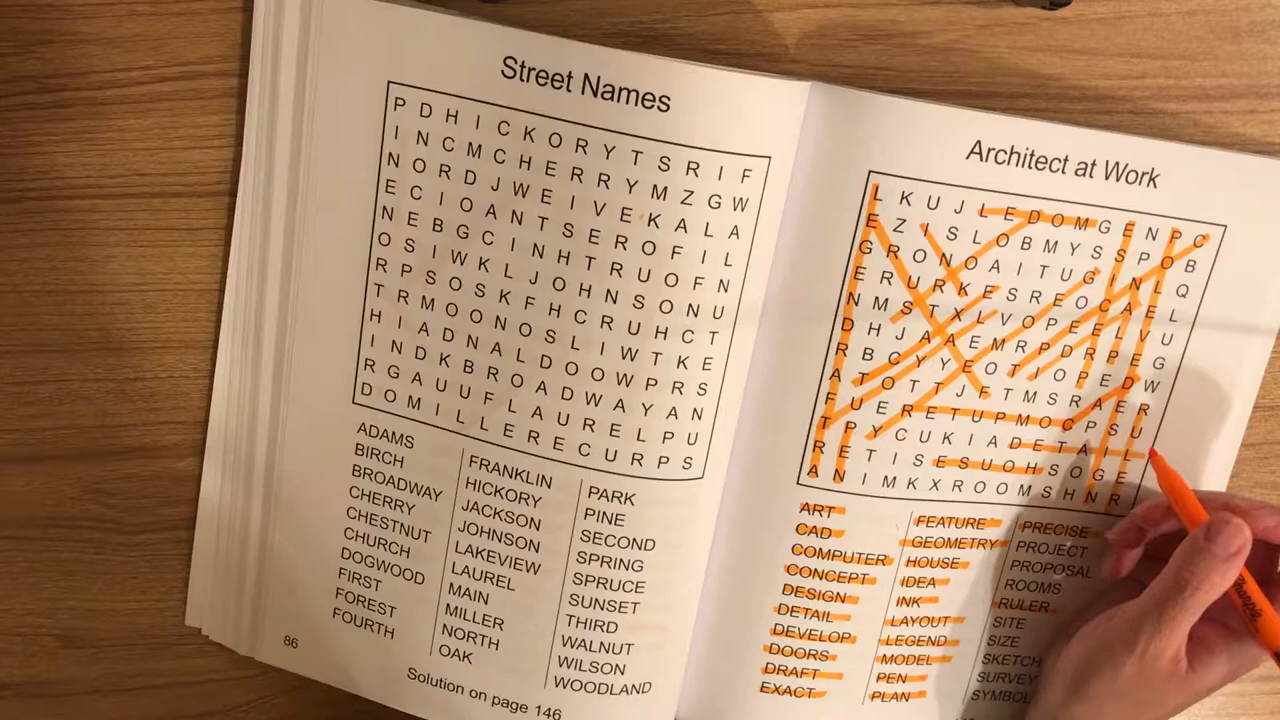 Street Names
P D H I C K O R Y T S R I F
I N C M C H E R R Y M Z G W
N O R D J W E I V E K A L A
E C I O A N T S E R O F I L
N E B G C I N H T R U O F N
O S I W K L J O H N S O N U
R P S O S K F H C R U H C T
T R M O O N O S L I W T K E
H I A D N A L D O O W P R S
I N D K B R O A D W A Y A N
R G A U U F L A U R E L P U
D O M I L L E R E C U R P S
ADAMS
BIRCH
BROADWAY
CHERRY
CHESTNUT
CHURCH
DOGWOOD
FIRST
FOREST
FOURTH
FRANKLIN
HICKORY
JACKSON
JOHNSON
LAKEVIEW
LAUREL
MAIN
MILLER
NORTH
OAK
PARK
PINE
SECOND
SPRING
SPRUCE
SUNSET
THIRD
WALNUT
WILSON
WOODLAND
86
Solution on page 146
Architect at Work
L K U J L E D O M G E N P C
E Z I S L O B M Y S S P O B
G R O N O A I T U G I N L Q
E R U R K E S R E O C A E L
N M S T X L V O P E E V U
D H J A A E M R P D R P E G
R B C Y Y E O T O P E D W
A T O T T J F T M S R A E R
F U E R E T U P M O C P S U
T P Y C U K I A D E T A L
R E T I S E S U O H S O G E
A N I M K X R O O M S H N R
ART
CAD
COMPUTER
CONCEPT
DESIGN
DETAIL
DEVELOP
DOORS
DRAFT
EXACT
FEATURE
GEOMETRY
HOUSE
IDEA
INK
LAYOUT
LEGEND
MODEL
PEN
PLAN
PRECISE
PROJECT
PROPOSAL
ROOMS
RULER
SITE
SIZE
SKETCH
SURVEY
SYMBOL
Sharpie